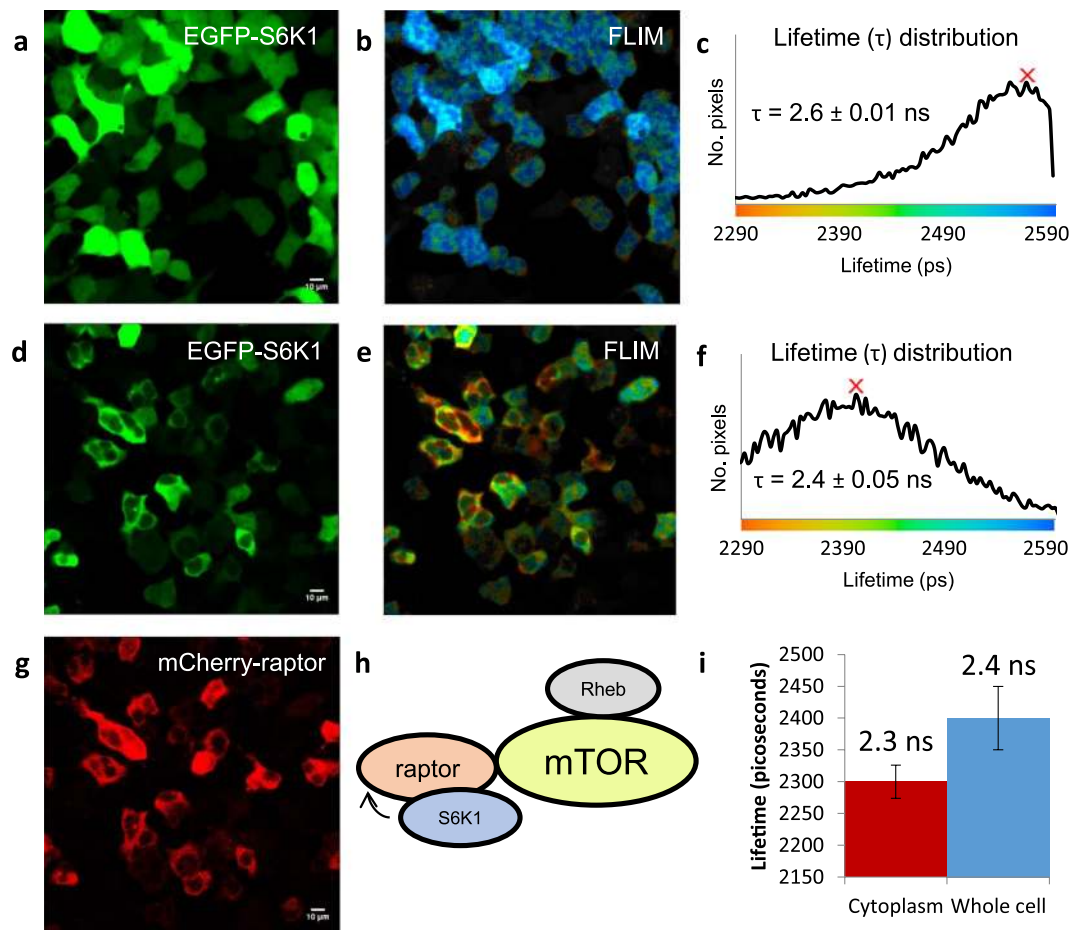 a
EGFP-S6K1
10 µm
b
FLIM
c
Lifetime (τ) distribution
τ = 2.6 ± 0.01 ns
No. pixels
2290 2390 2490 2590
Lifetime (ps)
d
EGFP-S6K1
10 µm
e
FLIM
f
Lifetime (τ) distribution
No. pixels
τ = 2.4 ± 0.05 ns
2290 2390 2490 2590
Lifetime (ps)
g
mCherry-raptor
10 µm
h
Rheb
raptor
mTOR
S6K1
i
Lifetime (picoseconds)
2500
2450
2400
2350
2300
2250
2200
2150
2.3 ns
2.4 ns
Cytoplasm Whole cell